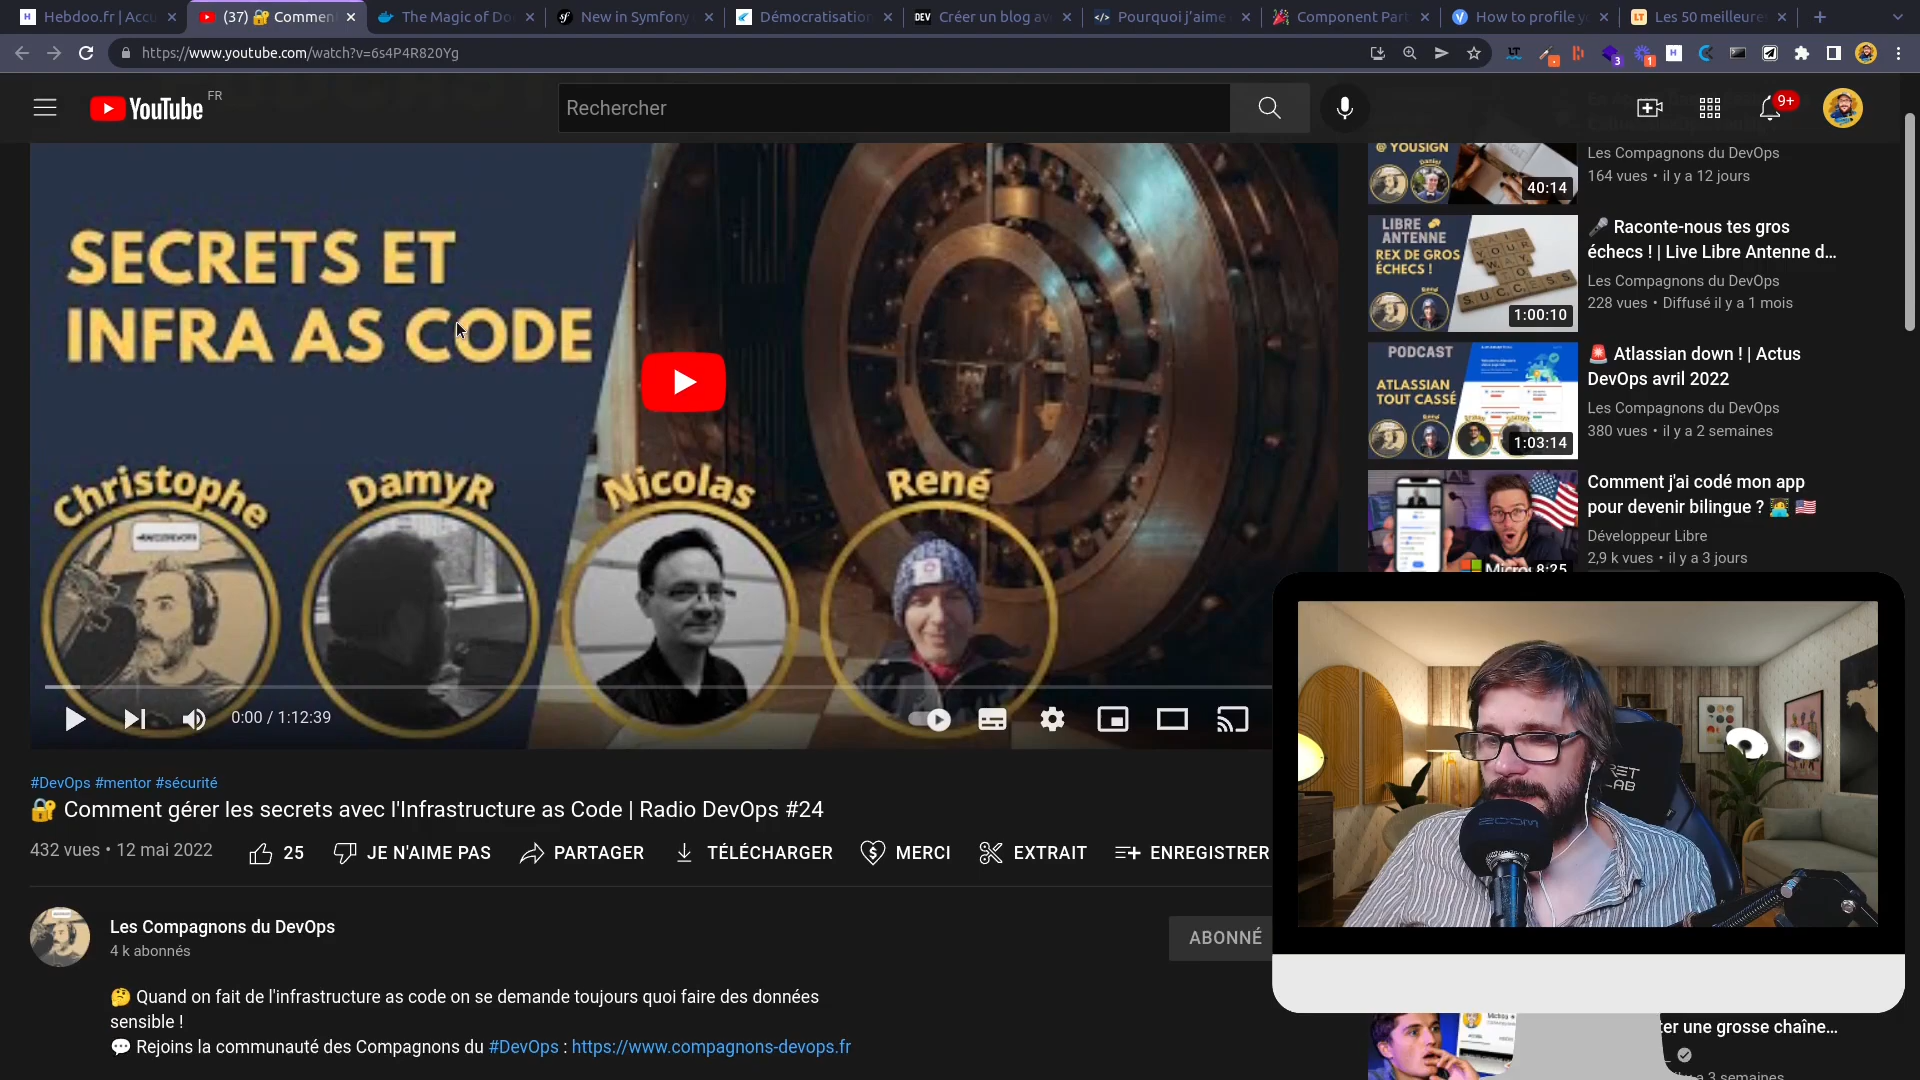 Hebdoo.fr | Accu
(37) 🔐 Commen
The Magic of Do
New in Symfony
Démocratisation
DEV Créer un blog av
Pourquoi j'aime
Component Part
How to profile y
LT Les 50 meilleure
https://www.youtube.com/watch?v=6s4P4R820Yg
YouTube FR
Rechercher
9+
SECRETS ET
INFRA AS CODE
Christophe
DamyR
Nicolas
René
0:00 / 1:12:39
#DevOps #mentor #sécurité
🔐 Comment gérer les secrets avec l'Infrastructure as Code | Radio DevOps #24
432 vues • 12 mai 2022
25
JE N'AIME PAS
PARTAGER
TÉLÉCHARGER
MERCI
EXTRAIT
ENREGISTRER
Les Compagnons du DevOps
4 k abonnés
ABONNÉ
🤔 Quand on fait de l'infrastructure as code on se demande toujours quoi faire des données
sensible !
💬 Rejoins la communauté des Compagnons du #DevOps : https://www.compagnons-devops.fr
@ YOUSIGN
Daniel
40:14
Les Compagnons du DevOps
164 vues • il y a 12 jours
LIBRE
ANTENNE
REX DE GROS
ÉCHECS !
SUCCESS
1:00:10
🎤 Raconte-nous tes gros
échecs ! | Live Libre Antenne d...
Les Compagnons du DevOps
228 vues • Diffusé il y a 1 mois
PODCAST
ATLASSIAN
TOUT CASSÉ
1:03:14
🚨 Atlassian down ! | Actus
DevOps avril 2022
Les Compagnons du DevOps
380 vues • il y a 2 semaines
8:25
Comment j'ai codé mon app
pour devenir bilingue ? 🧑‍💻 🇺🇸
Développeur Libre
2,9 k vues • il y a 3 jours
ZOOM
ter une grosse chaîne...
il y a 3 semaines